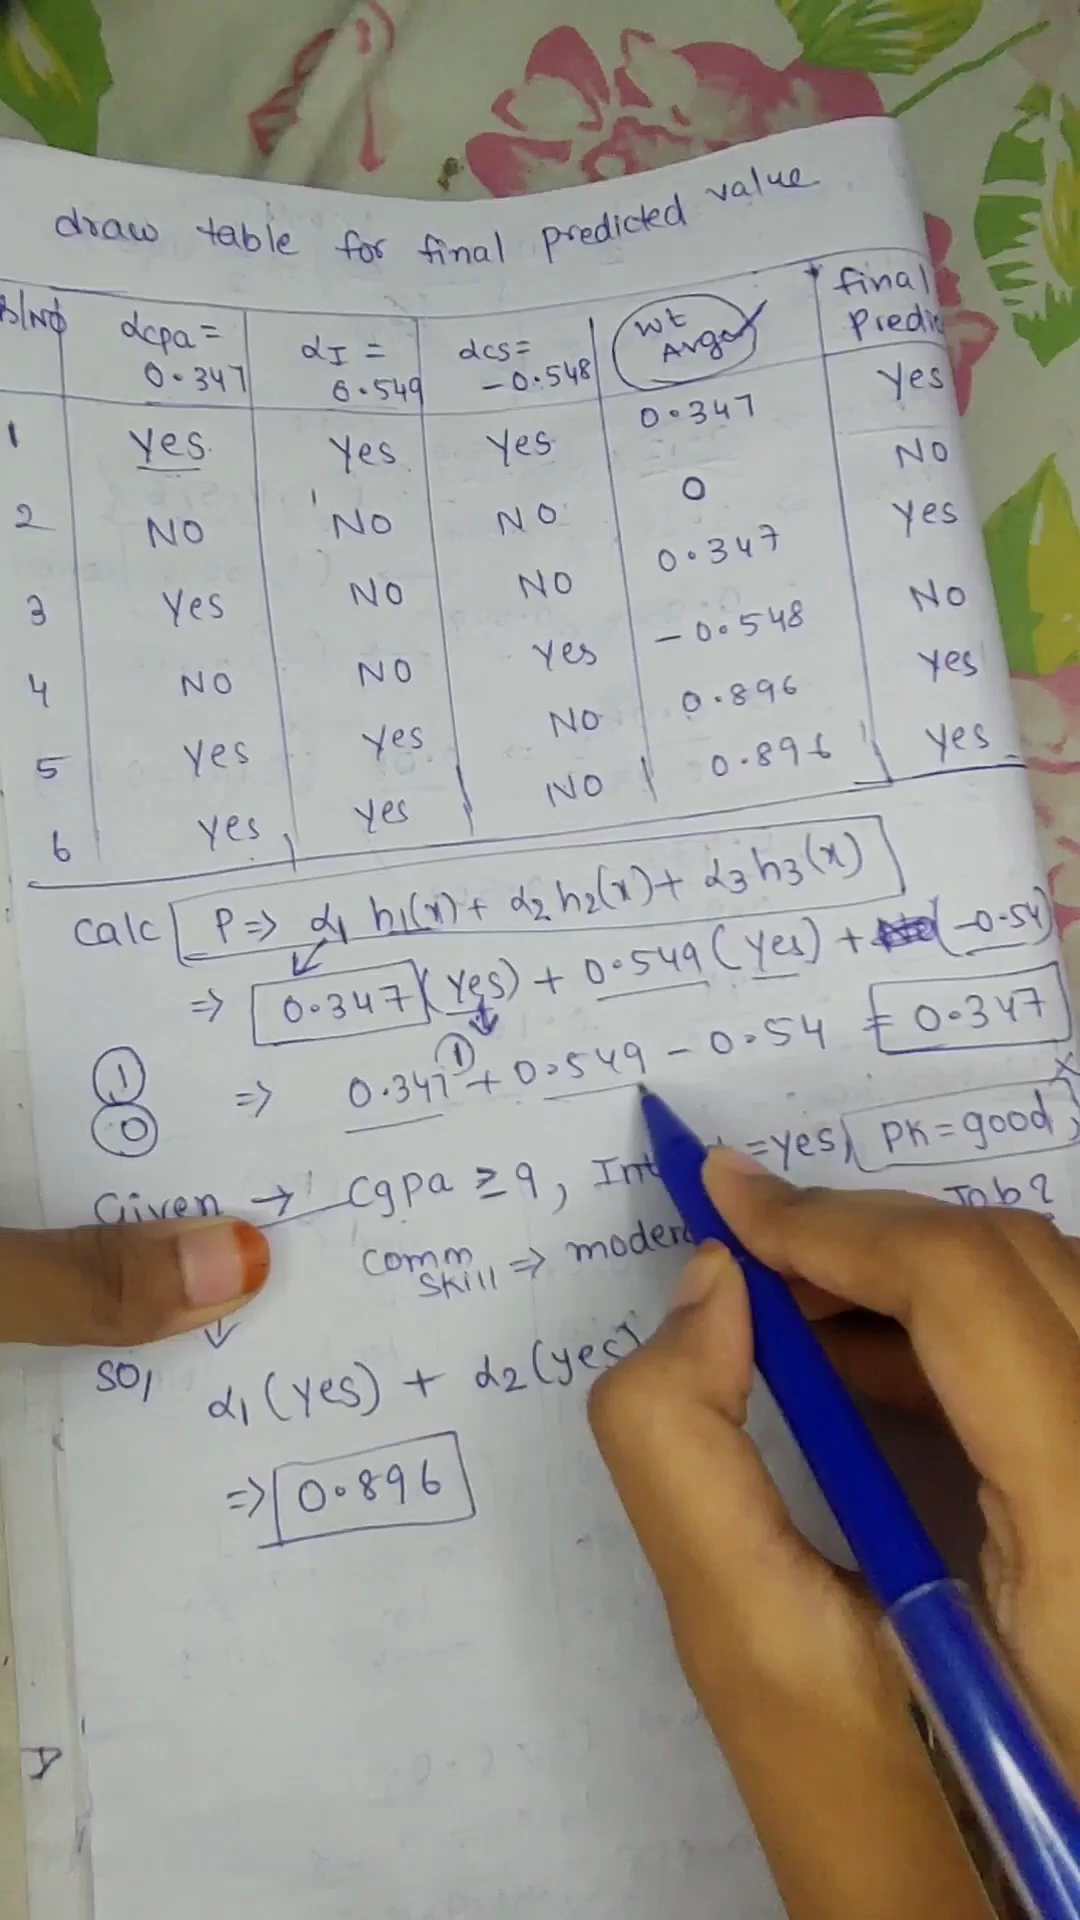 draw table for final predicted value
S/NO αcpa = 0.347 αI = 0.549 αcs = -0.548 wt Avg final Predic
1 Yes Yes Yes 0.347 Yes
2 NO NO NO 0 NO
3 Yes NO NO 0.347 Yes
4 NO NO Yes -0.548 NO
5 Yes Yes NO 0.896 Yes
6 Yes Yes NO 0.896 Yes
Calc P => α1 h1(x) + α2 h2(x) + α3 h3(x)
=> 0.347 (Yes) + 0.549 (Yes) + (-0.54)
1 => 0.347 1 + 0.549 - 0.54 = 0.347
0
Given → Cgpa ≥ 9, Int =yes, PK = good,
Comm Skill => moder Job?
SO, α1 (Yes) + α2 (yes)
=> 0.896